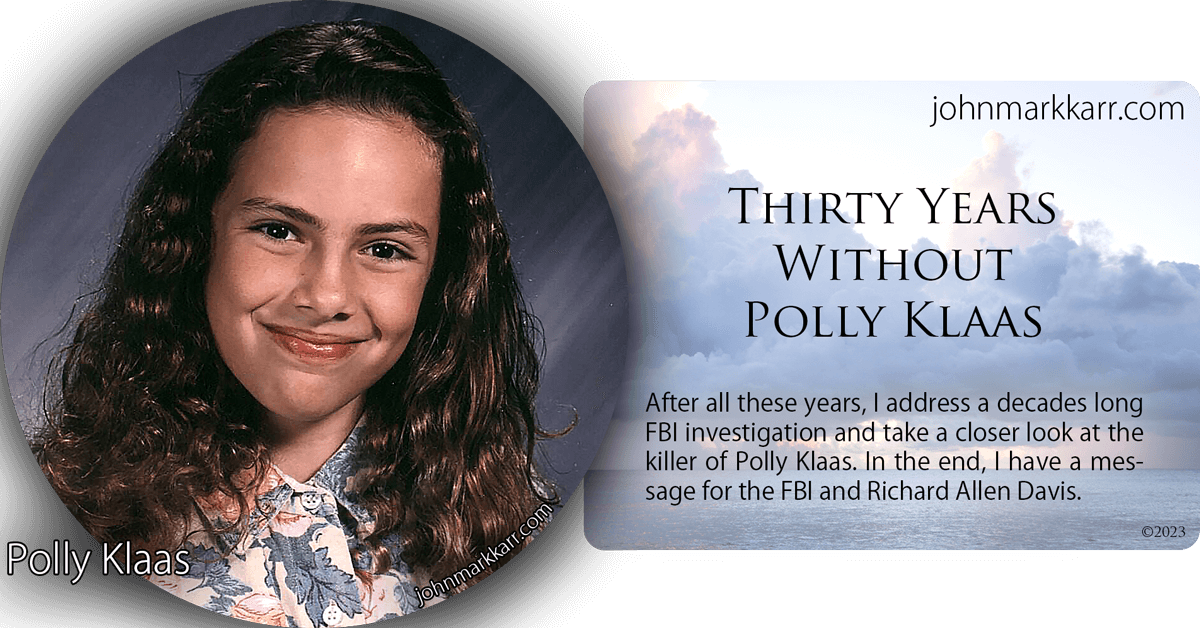 Polly Klaas
johnmarkkarr.com
johnmarkkarr.com
THIRTY YEARS
WITHOUT
POLLY KLAAS
After all these years, I address a decades long
FBI investigation and take a closer look at the
killer of Polly Klaas. In the end, I have a mes-
sage for the FBI and Richard Allen Davis.
©2023